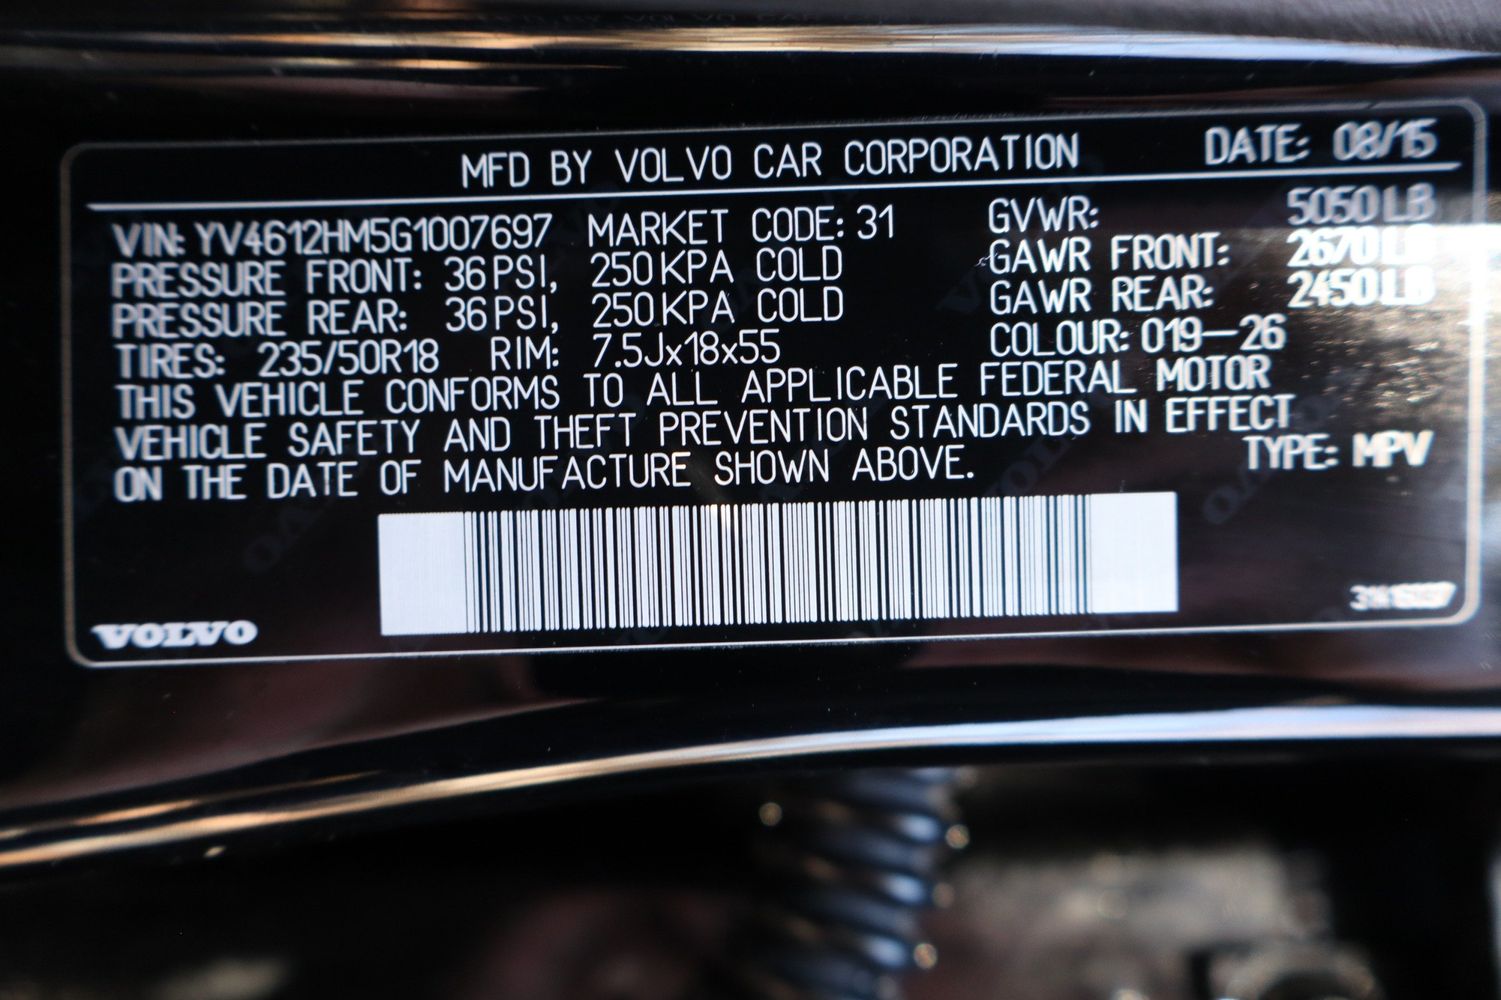 MFD BY VOLVO CAR CORPORATION DATE: 08/15
VIN: YV4612HM5G1007697 MARKET CODE: 31 GVWR: 5050 LB
PRESSURE FRONT: 36 PSI, 250 KPA COLD GAWR FRONT: 2670 LB
PRESSURE REAR: 36 PSI, 250 KPA COLD GAWR REAR: 2450 LB
TIRES: 235/50R18 RIM: 7.5Jx18x55 COLOUR: 019-26
THIS VEHICLE CONFORMS TO ALL APPLICABLE FEDERAL MOTOR
VEHICLE SAFETY AND THEFT PREVENTION STANDARDS IN EFFECT
ON THE DATE OF MANUFACTURE SHOWN ABOVE. TYPE: MPV
VOLVO